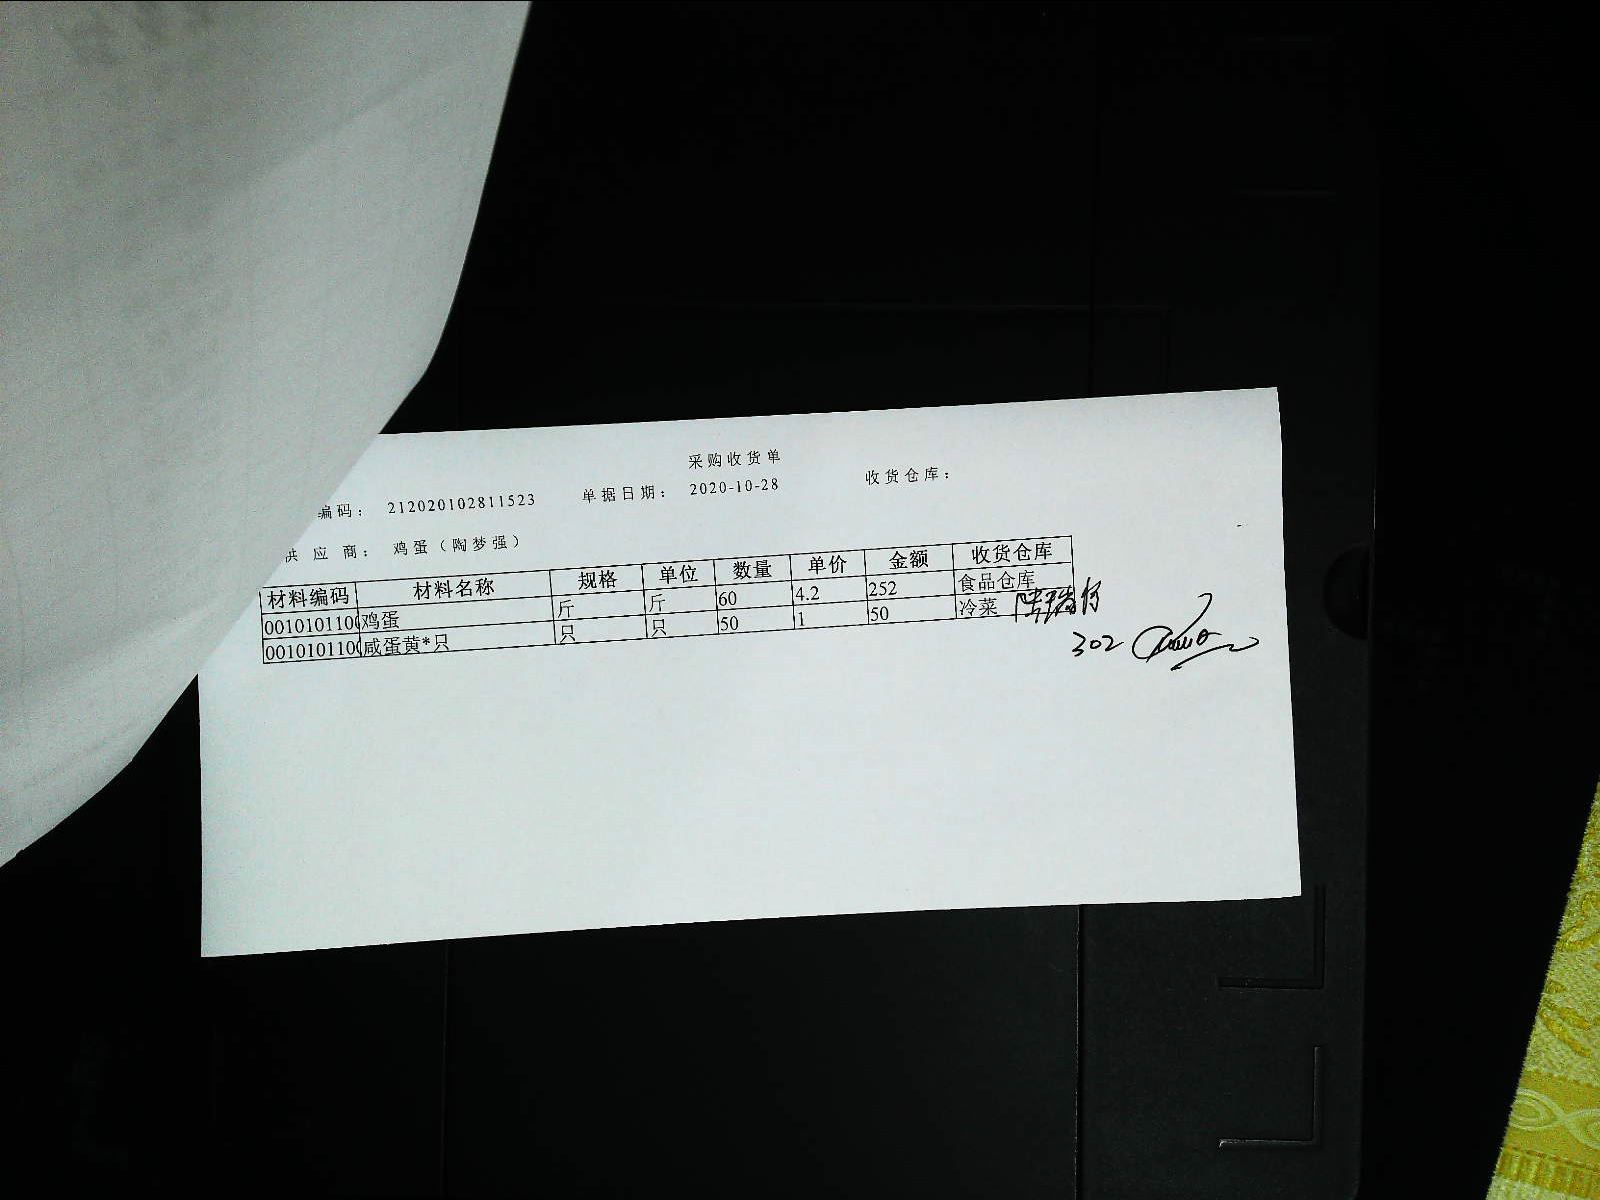 采购收货单
编码： 212020102811523 单据日期： 2020-10-28 收货仓库：
供应商： 鸡蛋（陶梦强）
材料编码 材料名称 规格 单位 数量 单价 金额 收货仓库
0010101100 鸡蛋 斤 斤 60 4.2 252 食品仓库
0010101100 咸蛋黄*只 只 只 50 1 50 冷菜
302